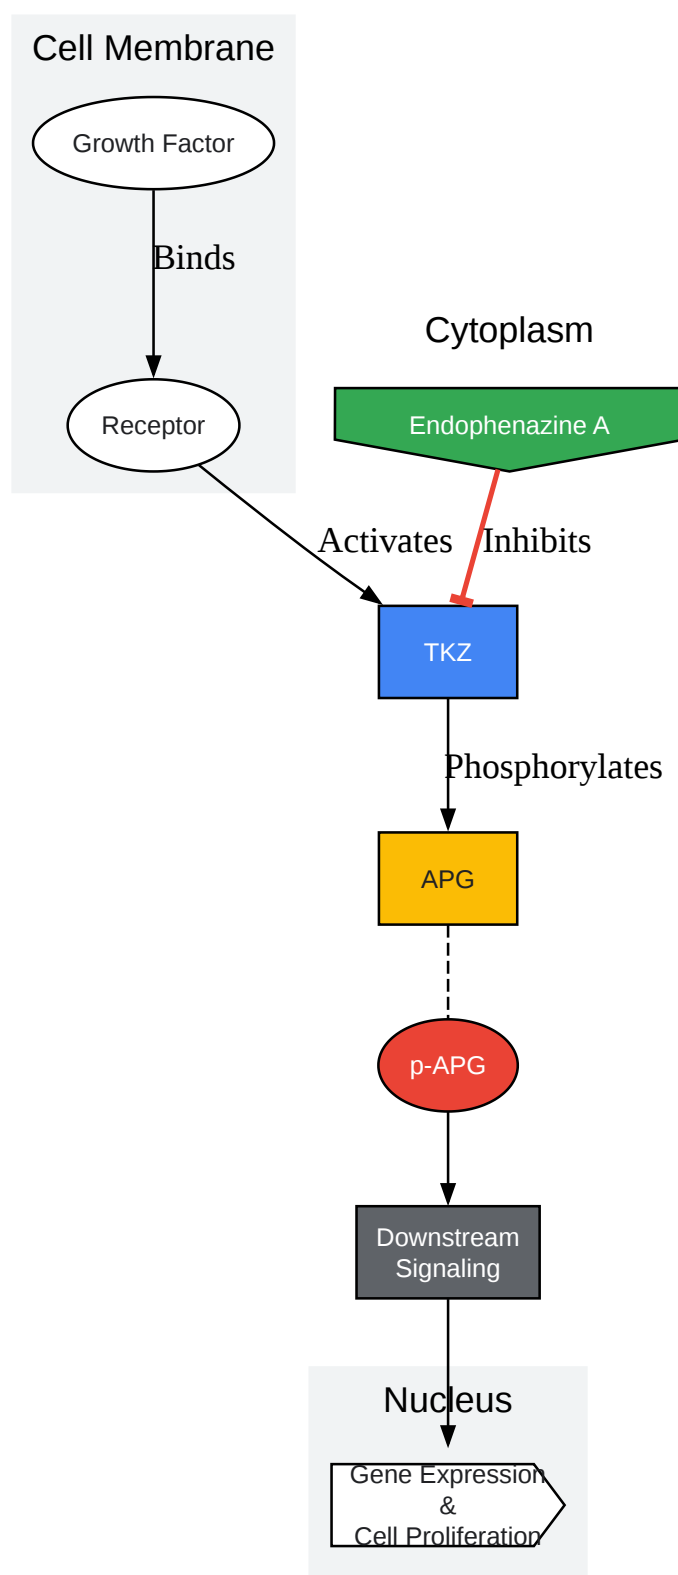 Cell Membrane
Growth Factor
Binds
Cytoplasm
Receptor
Endophenazine A
Activates
Inhibits
TKZ
Phosphorylates
APG
p-APG
Downstream
Signaling
Nucleus
Gene Expression
&
Cell Proliferation